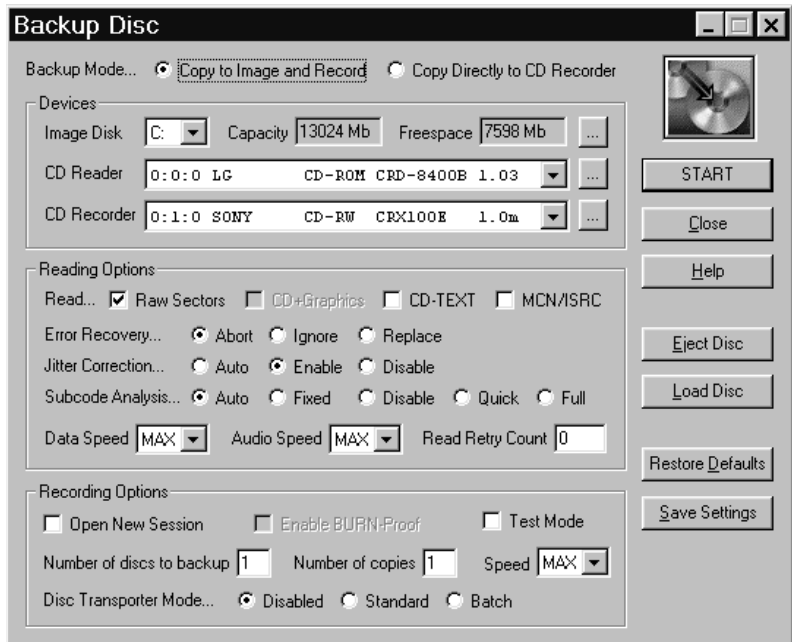 Backup Disc
Backup Mode... Copy to Image and Record Copy Directly to CD Recorder
Devices
Image Disk C: Capacity 13024 Mb Freespace 7598 Mb ...
CD Reader 0:0:0 LG CD-ROM CRD-8400B 1.03 ...
CD Recorder 0:1:0 SONY CD-RW CRX100E 1.0m ...
START
Close
Help
Reading Options
Read... Raw Sectors CD+Graphics CD-TEXT MCN/ISRC
Error Recovery... Abort Ignore Replace
Jitter Correction... Auto Enable Disable
Subcode Analysis... Auto Fixed Disable Quick Full
Data Speed MAX Audio Speed MAX Read Retry Count 0
Eject Disc
Load Disc
Restore Defaults
Save Settings
Recording Options
Open New Session Enable BURN-Proof Test Mode
Number of discs to backup 1 Number of copies 1 Speed MAX
Disc Transporter Mode... Disabled Standard Batch